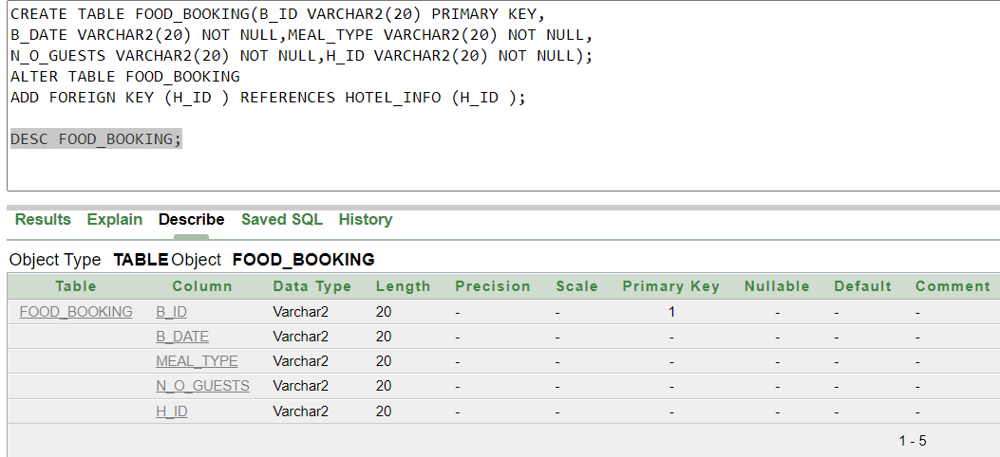 CREATE TABLE FOOD_BOOKING(B_ID VARCHAR2(20) PRIMARY KEY,
B_DATE VARCHAR2(20) NOT NULL,MEAL_TYPE VARCHAR2(20) NOT NULL,
N_O_GUESTS VARCHAR2(20) NOT NULL,H_ID VARCHAR2(20) NOT NULL);
ALTER TABLE FOOD_BOOKING
ADD FOREIGN KEY (H_ID ) REFERENCES HOTEL_INFO (H_ID );
DESC FOOD_BOOKING;
Results Explain Describe Saved SQL History
Object Type TABLE Object FOOD_BOOKING
Table Column Data Type Length Precision Scale Primary Key Nullable Default Comment
FOOD_BOOKING B_ID Varchar2 20 - - 1 - - -
B_DATE Varchar2 20 - - - - - -
MEAL_TYPE Varchar2 20 - - - - - -
N_O_GUESTS Varchar2 20 - - - - - -
H_ID Varchar2 20 - - - - - -
1 - 5